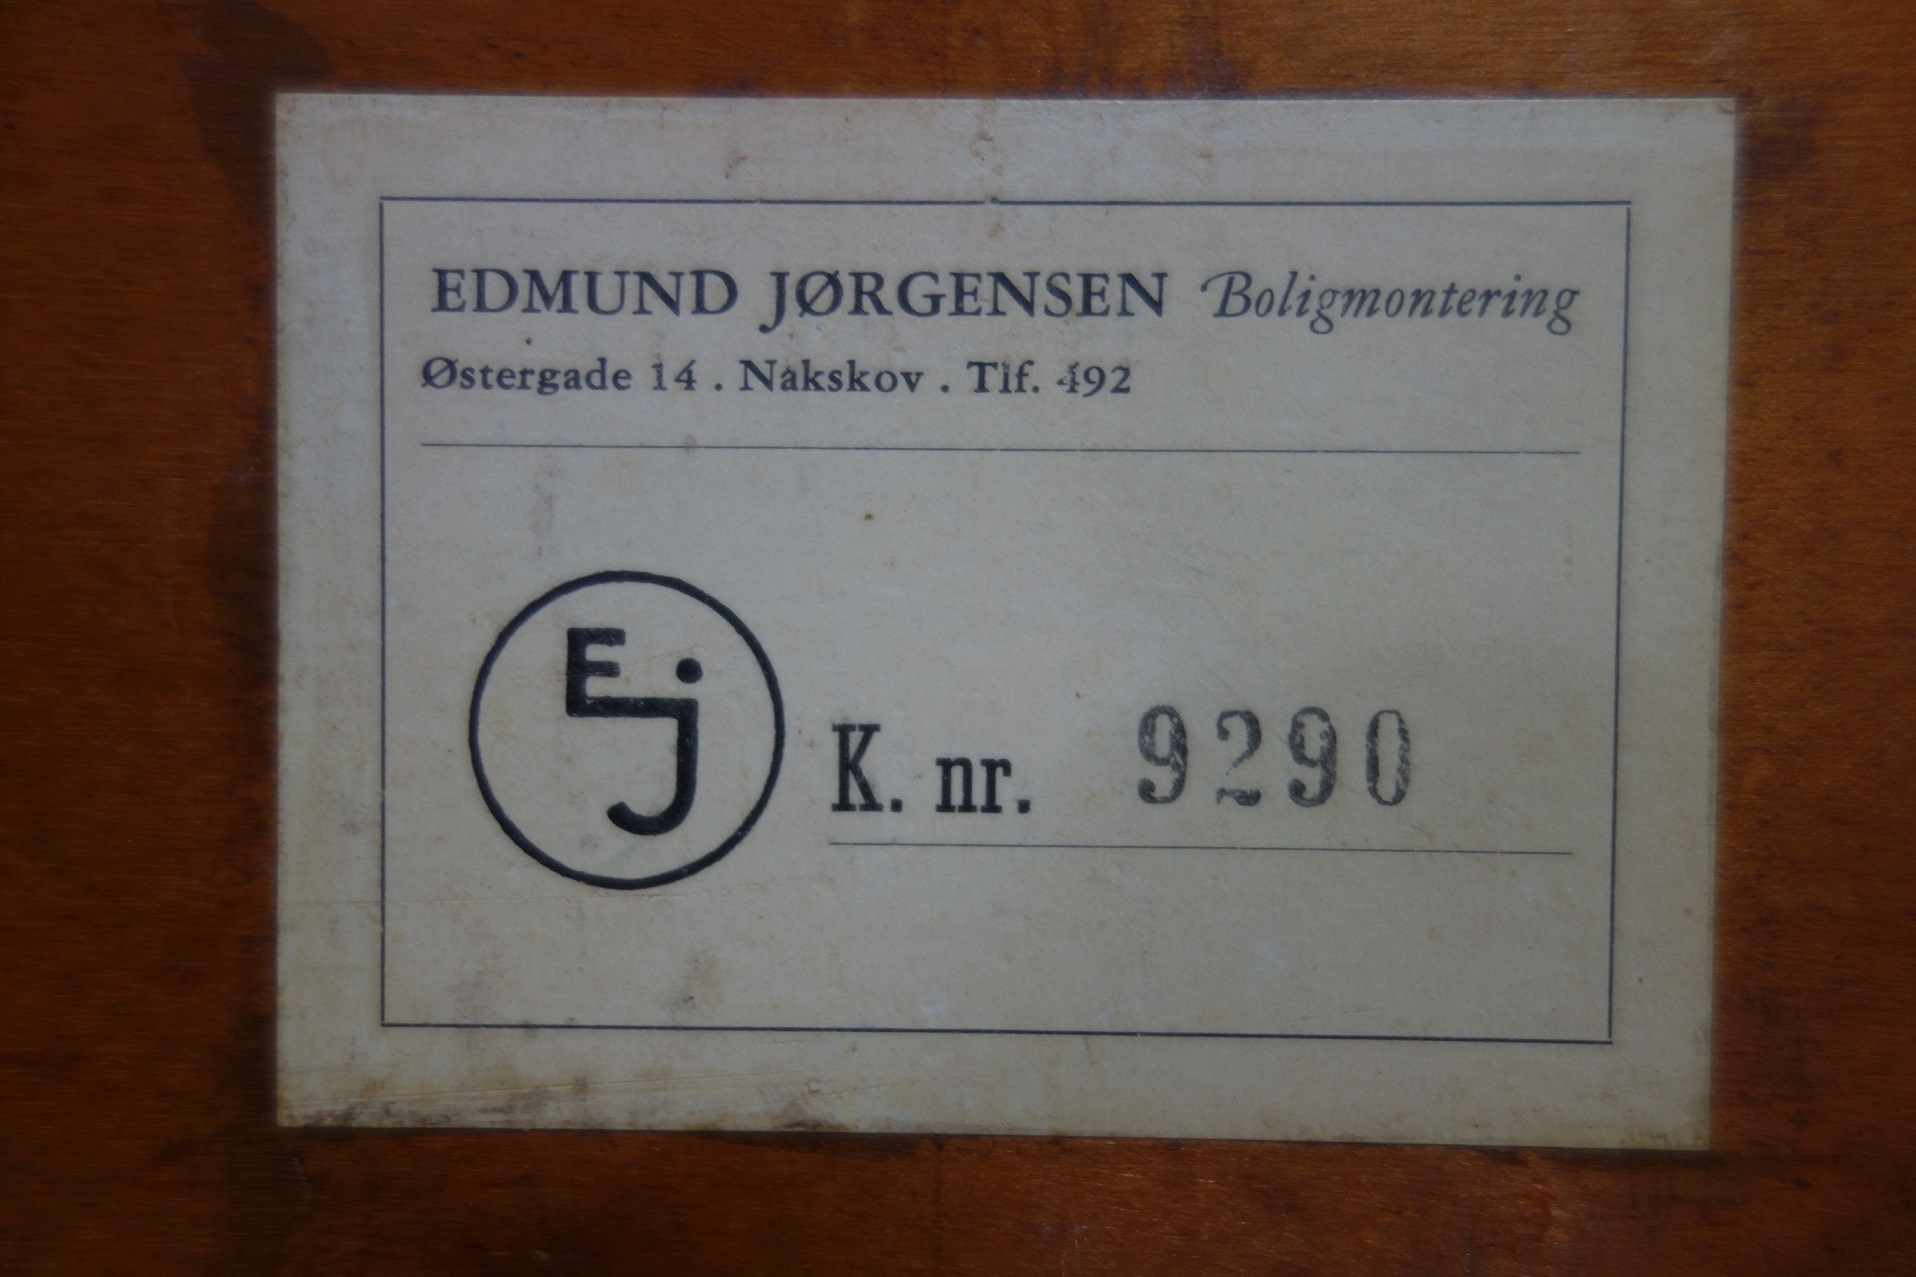 EDMUND JØRGENSEN Boligmontering
Østergade 14 . Nakskov . Tlf. 492
EJ
K. nr. 9290